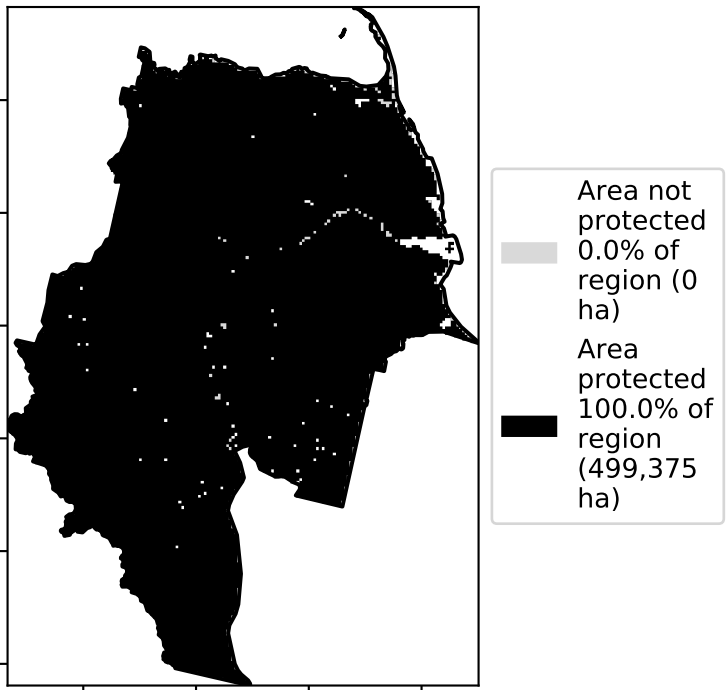 Area not
protected
0.0% of
region (0
ha)
Area
protected
100.0% of
region
(499,375
ha)